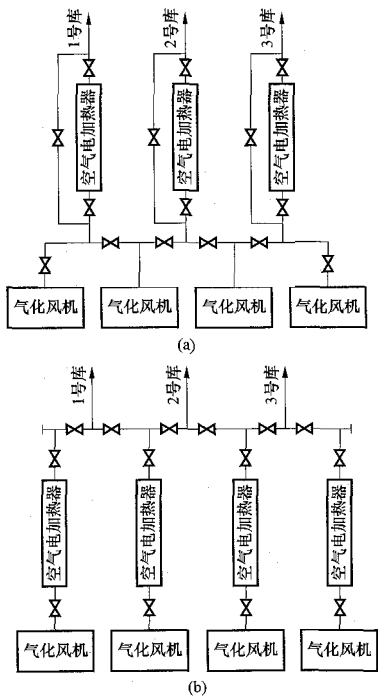 1号库
2号库
3号库
空气电加热器
空气电加热器
空气电加热器
气化风机
气化风机
气化风机
气化风机
(a)
1号库
2号库
3号库
空气电加热器
空气电加热器
空气电加热器
空气电加热器
气化风机
气化风机
气化风机
气化风机
(b)